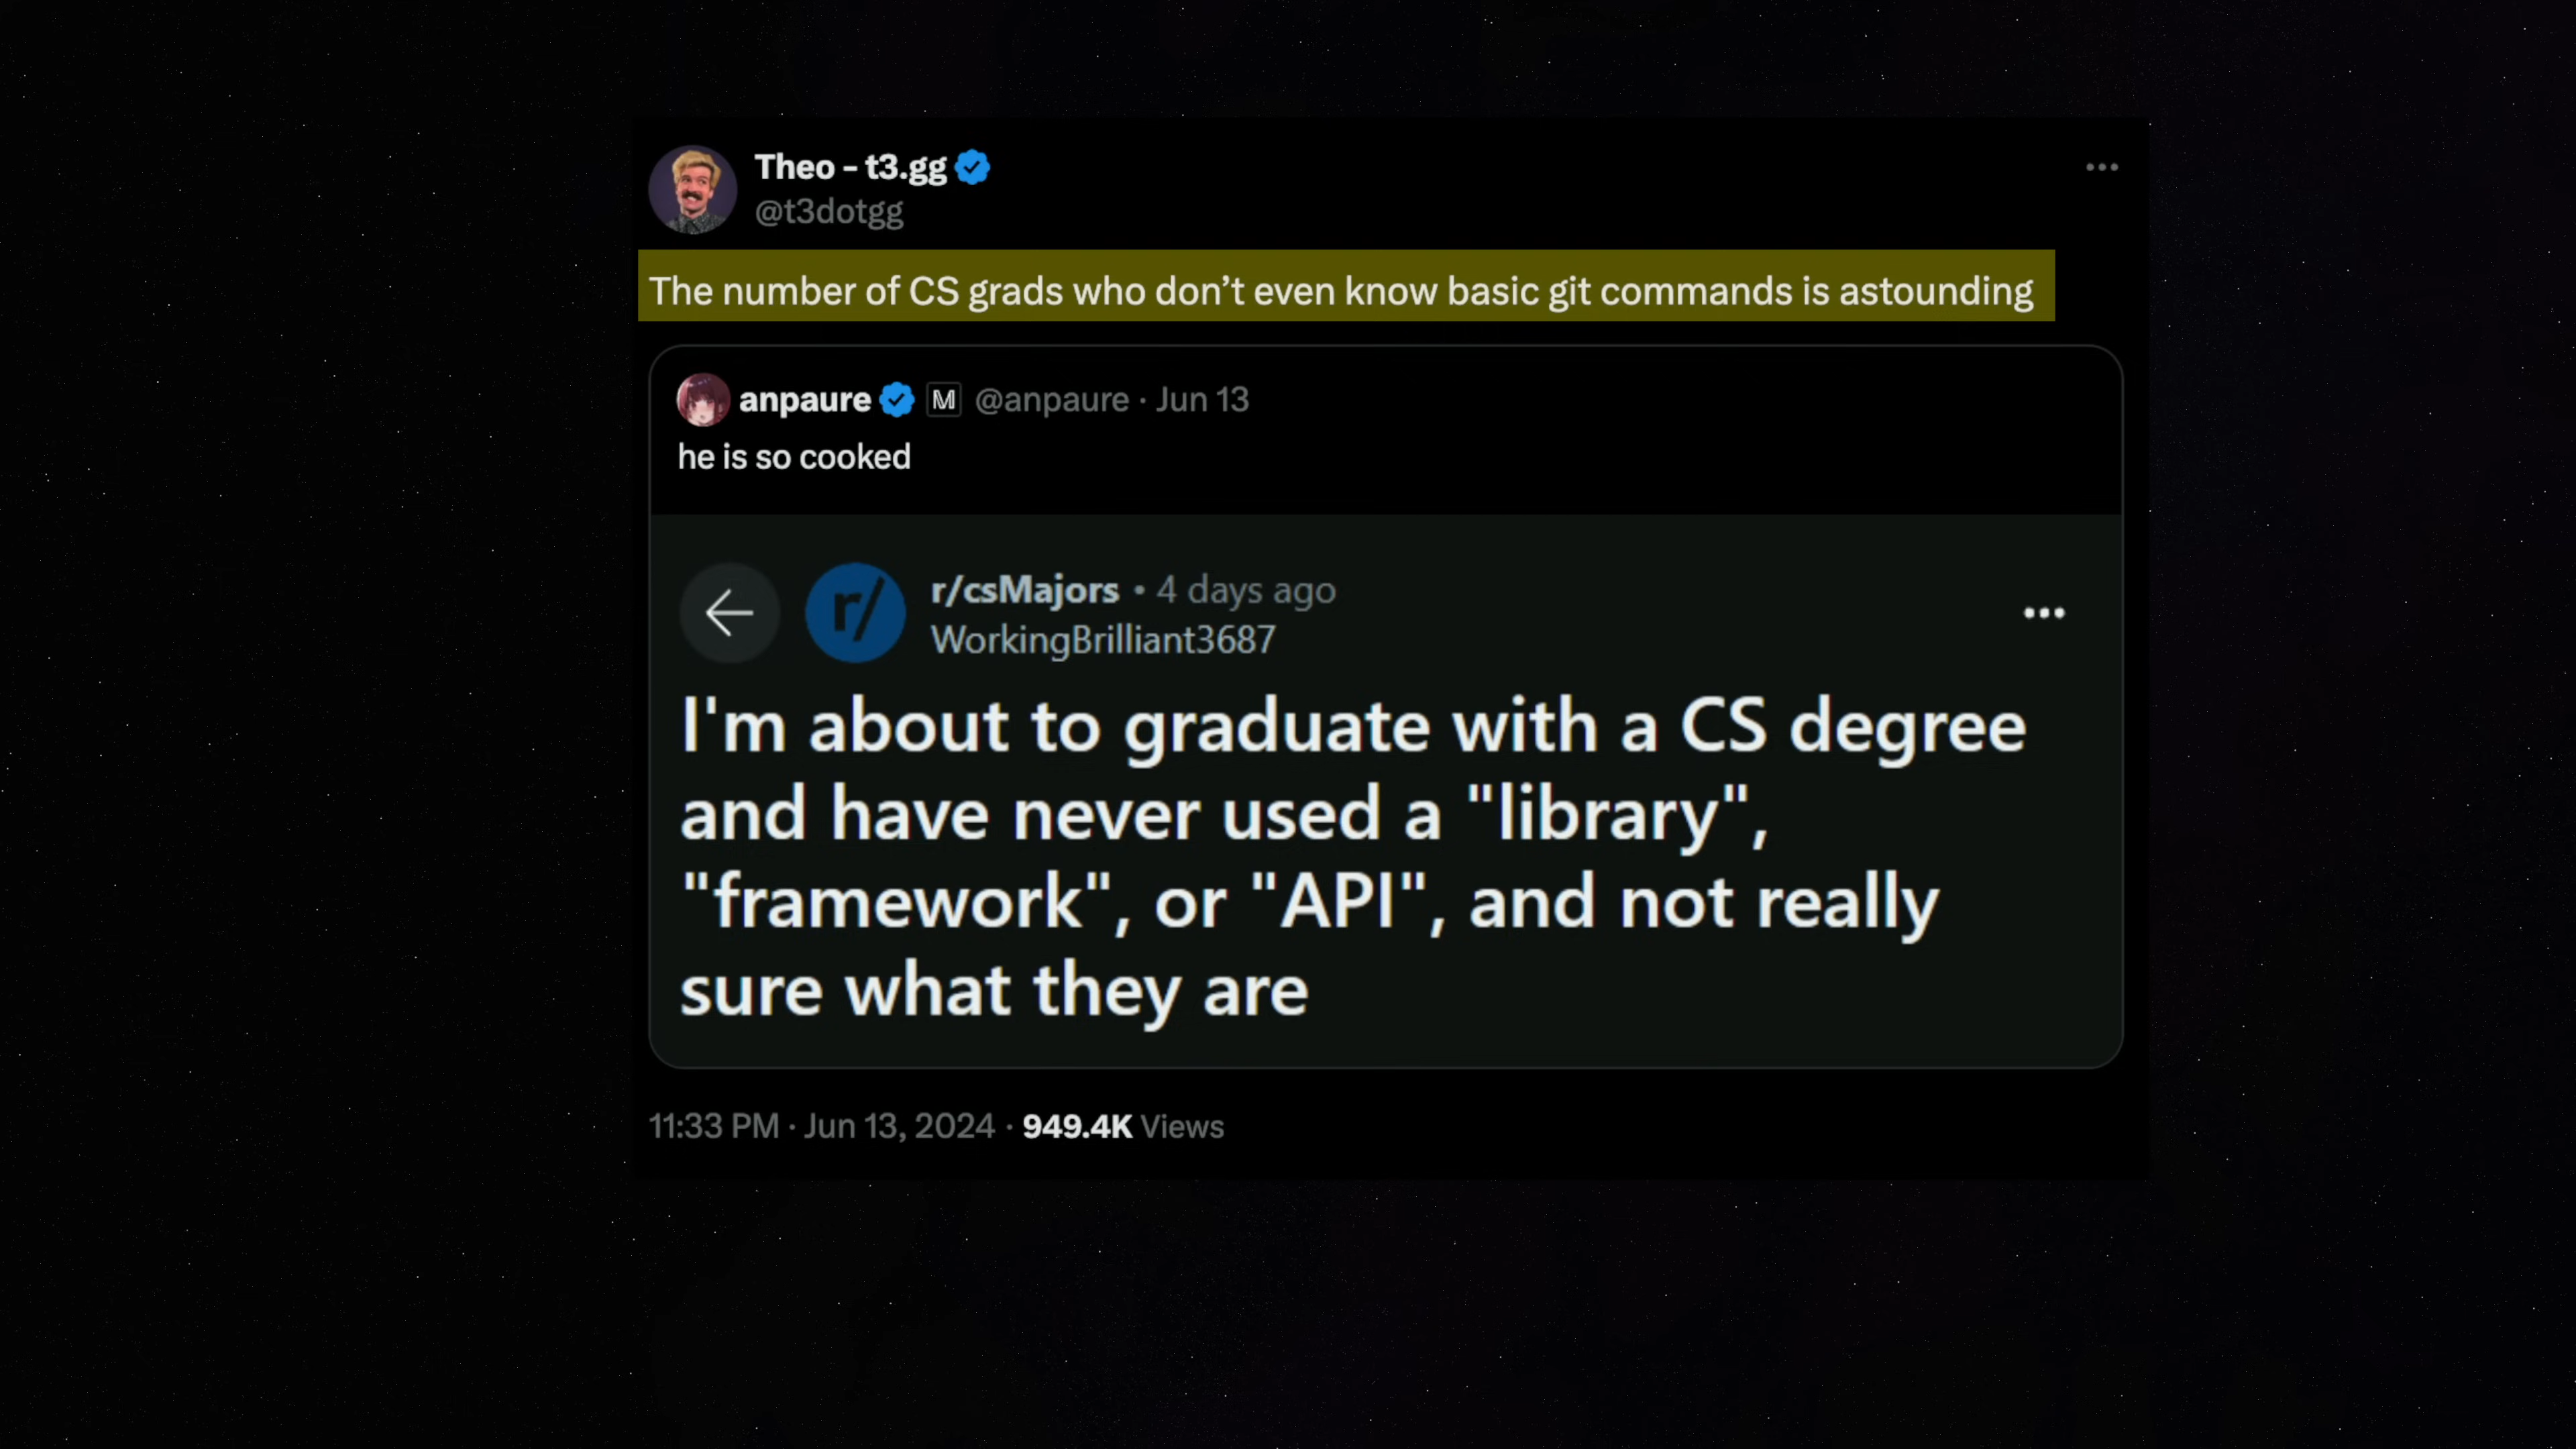 Theo - t3.gg
@t3dotgg
The number of CS grads who don’t even know basic git commands is astounding
anpaure M @anpaure · Jun 13
he is so cooked
r/ r/csMajors • 4 days ago
WorkingBrilliant3687
I'm about to graduate with a CS degree
and have never used a "library",
"framework", or "API", and not really
sure what they are
11:33 PM · Jun 13, 2024 · 949.4K Views